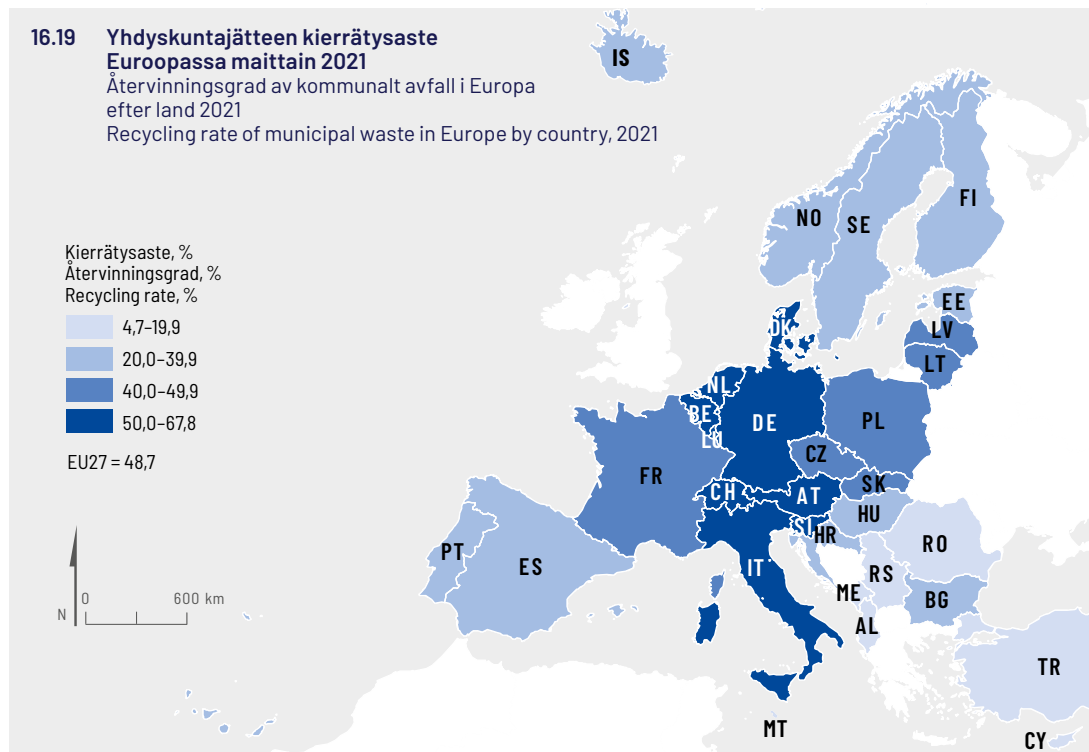 16.19 Yhdyskuntajätteen kierrätysaste
Euroopassa maittain 2021
Återvinningsgrad av kommunalt avfall i Europa
efter land 2021
Recycling rate of municipal waste in Europe by country, 2021
IS
NO
SE
FI
Kierrätysaste, %
Återvinningsgrad, %
Recycling rate, %
4,7–19,9
20,0–39,9
40,0–49,9
50,0–67,8
EU27 = 48,7
EE
LV
LT
DK
NL
BE
LU
DE
PL
CZ
SK
FR
CH
AT
HU
SI
HR
RO
PT
ES
IT
RS
ME
BG
AL
TR
MT
CY
0 600 km
N